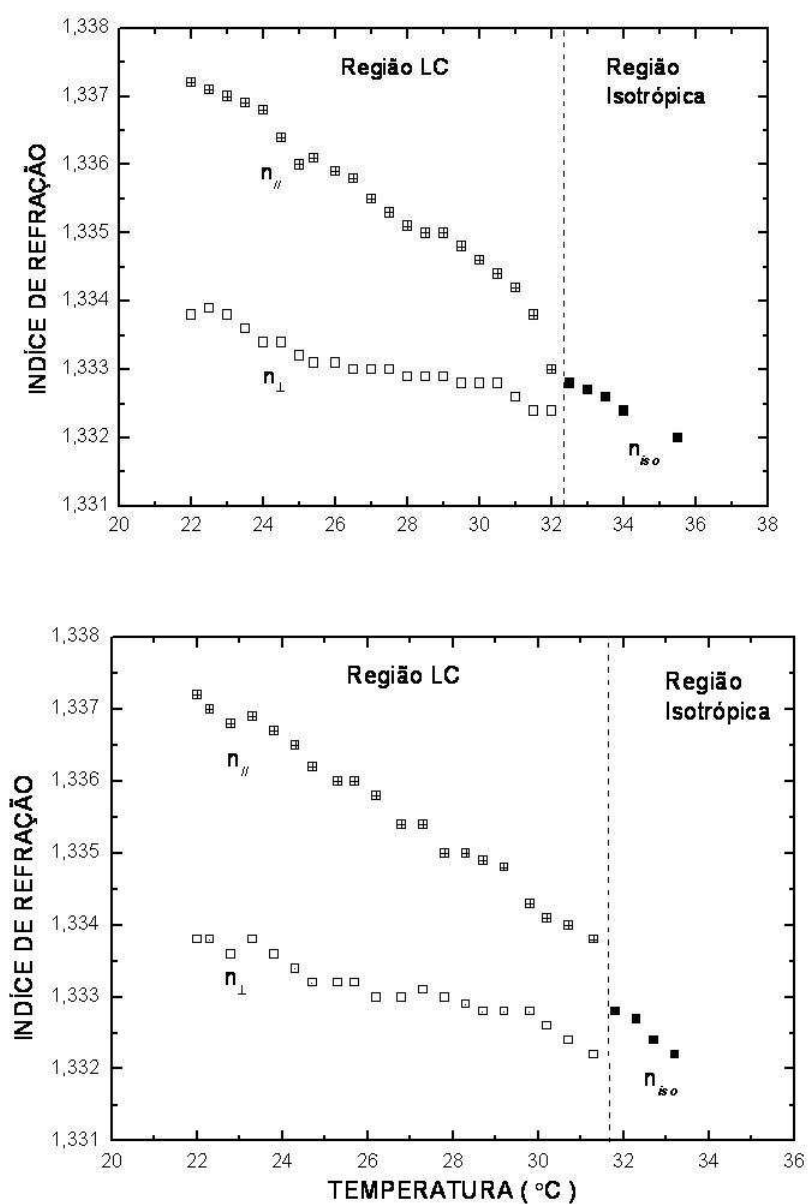 1,338
1,337
1,336
1,335
1,334
1,333
1,332
1,331
INDÍCE DE REFRAÇÃO
Região LC
Região
Isotrópica
n//
n⊥
niso
20 22 24 26 28 30 32 34 36 38
1,338
1,337
1,336
1,335
1,334
1,333
1,332
1,331
INDÍCE DE REFRAÇÃO
Região LC
Região
Isotrópica
n//
n⊥
niso
20 22 24 26 28 30 32 34 36
TEMPERATURA ( °C)